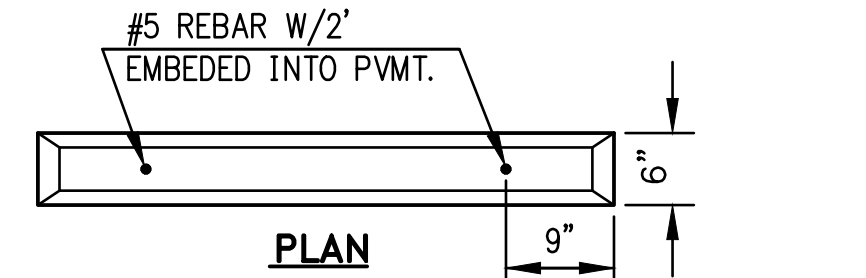 #5 REBAR W/2'
EMBEDED INTO PVMT.
6"
9"
PLAN